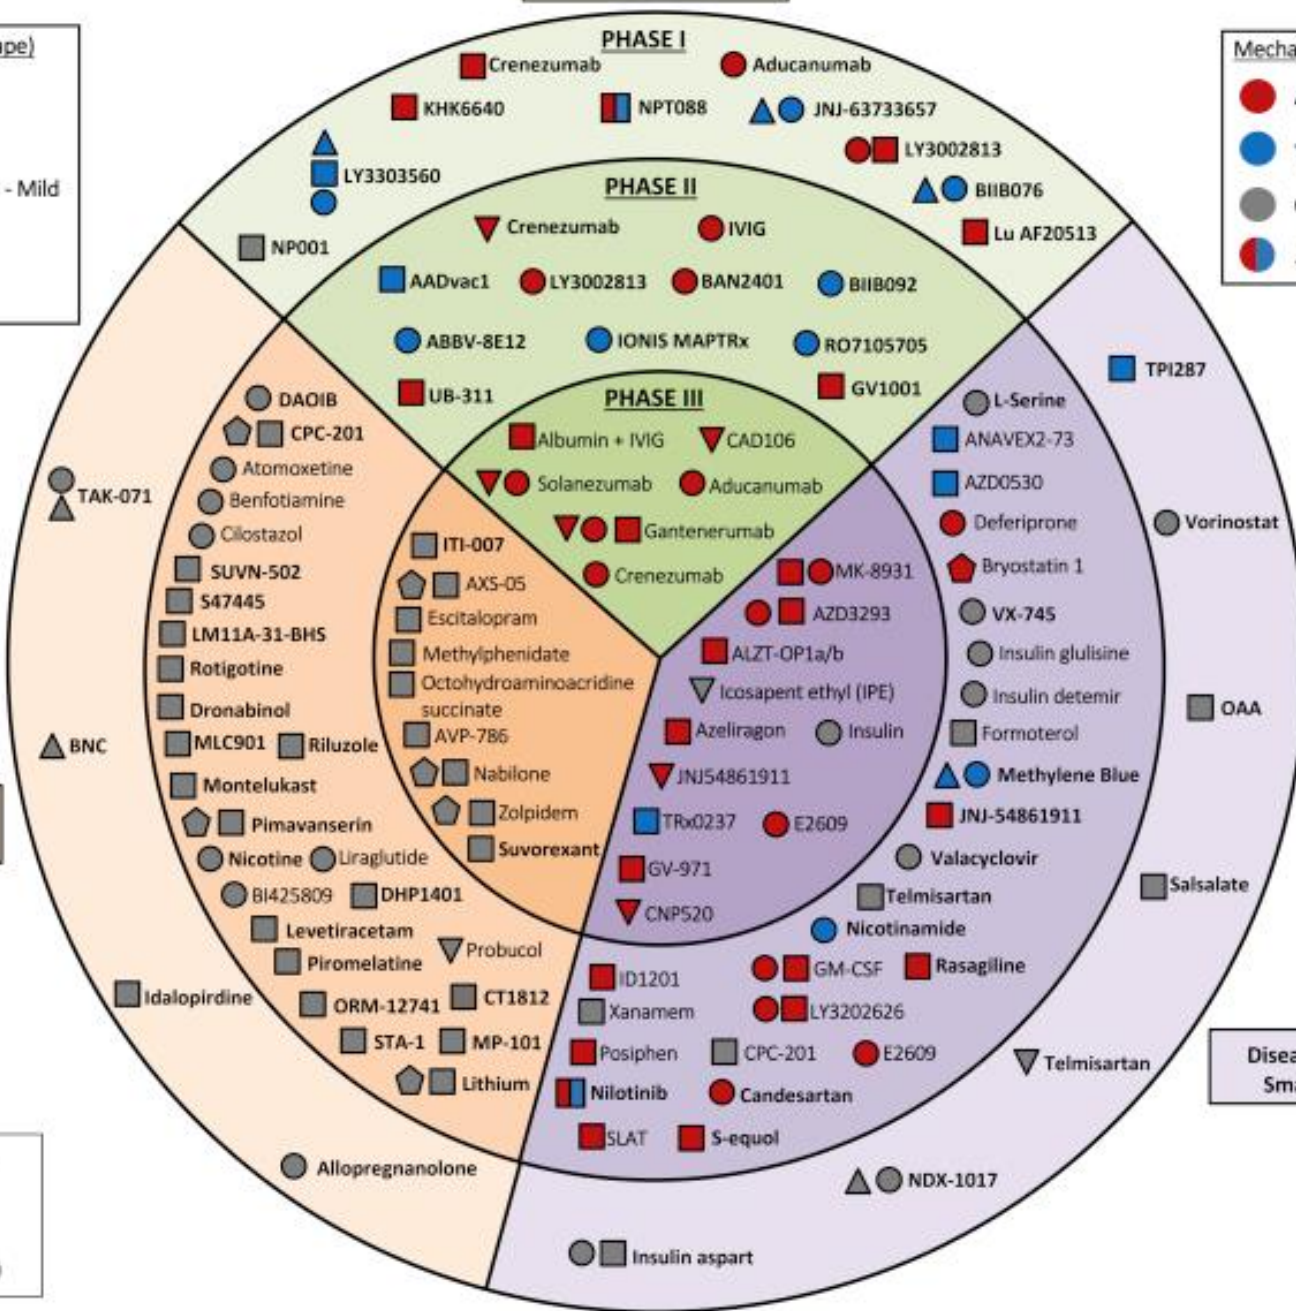 PHASE I
Crenezumab
Aducanumab
KHK6640
NPT088
JNJ-63733657
LY3303560
LY3002813
BIIB076
Lu AF20513
NP001
PHASE II
Crenezumab
IVIG
AADvac1
LY3002813
BAN2401
BIIB092
ABBV-8E12
IONIS MAPTRx
RO7105705
UB-311
GV1001
PHASE III
Albumin + IVIG
CAD106
Solanezumab
Aducanumab
Gantenerumab
Crenezumab
- Mild
TAK-071
BNC
Idalopirdine
Allopregnanolone
DAOIB
CPC-201
Atomoxetine
Benfotiamine
Cilostazol
SUVN-502
S47445
LM11A-31-BHS
Rotigotine
Dronabinol
MLC901
Riluzole
Montelukast
Pimavanserin
Nicotine
Liraglutide
BI425809
DHP1401
Levetiracetam
Probucol
Piromelatine
ORM-12741
CT1812
STA-1
MP-101
Lithium
ITI-007
AXS-05
Escitalopram
Methylphenidate
Octohydroaminoacridine
succinate
AVP-786
Nabilone
Zolpidem
Suvorexant
MK-8931
AZD3293
ALZT-OP1a/b
Icosapent ethyl (IPE)
Azeliragon
Insulin
JNJ54861911
TRx0237
E2609
GV-971
CNP520
L-Serine
ANAVEX2-73
AZD0530
Deferiprone
Bryostatin 1
VX-745
Insulin glulisine
Insulin detemir
Formoterol
Methylene Blue
JNJ-54861911
Valacyclovir
Telmisartan
Nicotinamide
ID1201
GM-CSF
Rasagiline
Xanamem
LY3202626
Posiphen
CPC-201
E2609
Nilotinib
Candesartan
SLAT
S-equol
TPI287
Vorinostat
OAA
Salsalate
Telmisartan
NDX-1017
Insulin aspart